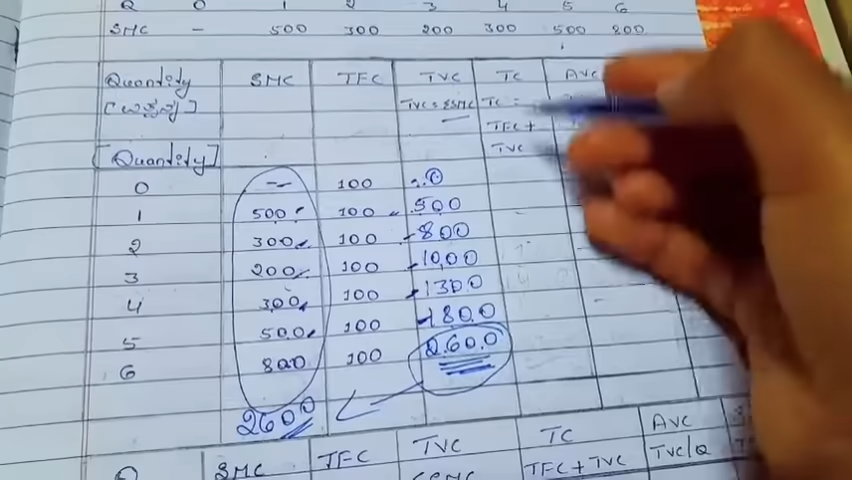 Q 0 1 2 3 4 5 6
SMC - 500 300 200 300 500 800
Quantity SMC TFC TVC TC AVC
TVC=ΣSMC TC =
TFC+
TVC
[Quantity]
0 - 100 0
1 500 100 500
2 300 100 800
3 200 100 1000
4 300 100 1300
5 500 100 1800
6 800 100 2600
2600
Q SMC TFC TVC TC AVC
ΣSMC TFC+TVC TVC/Q